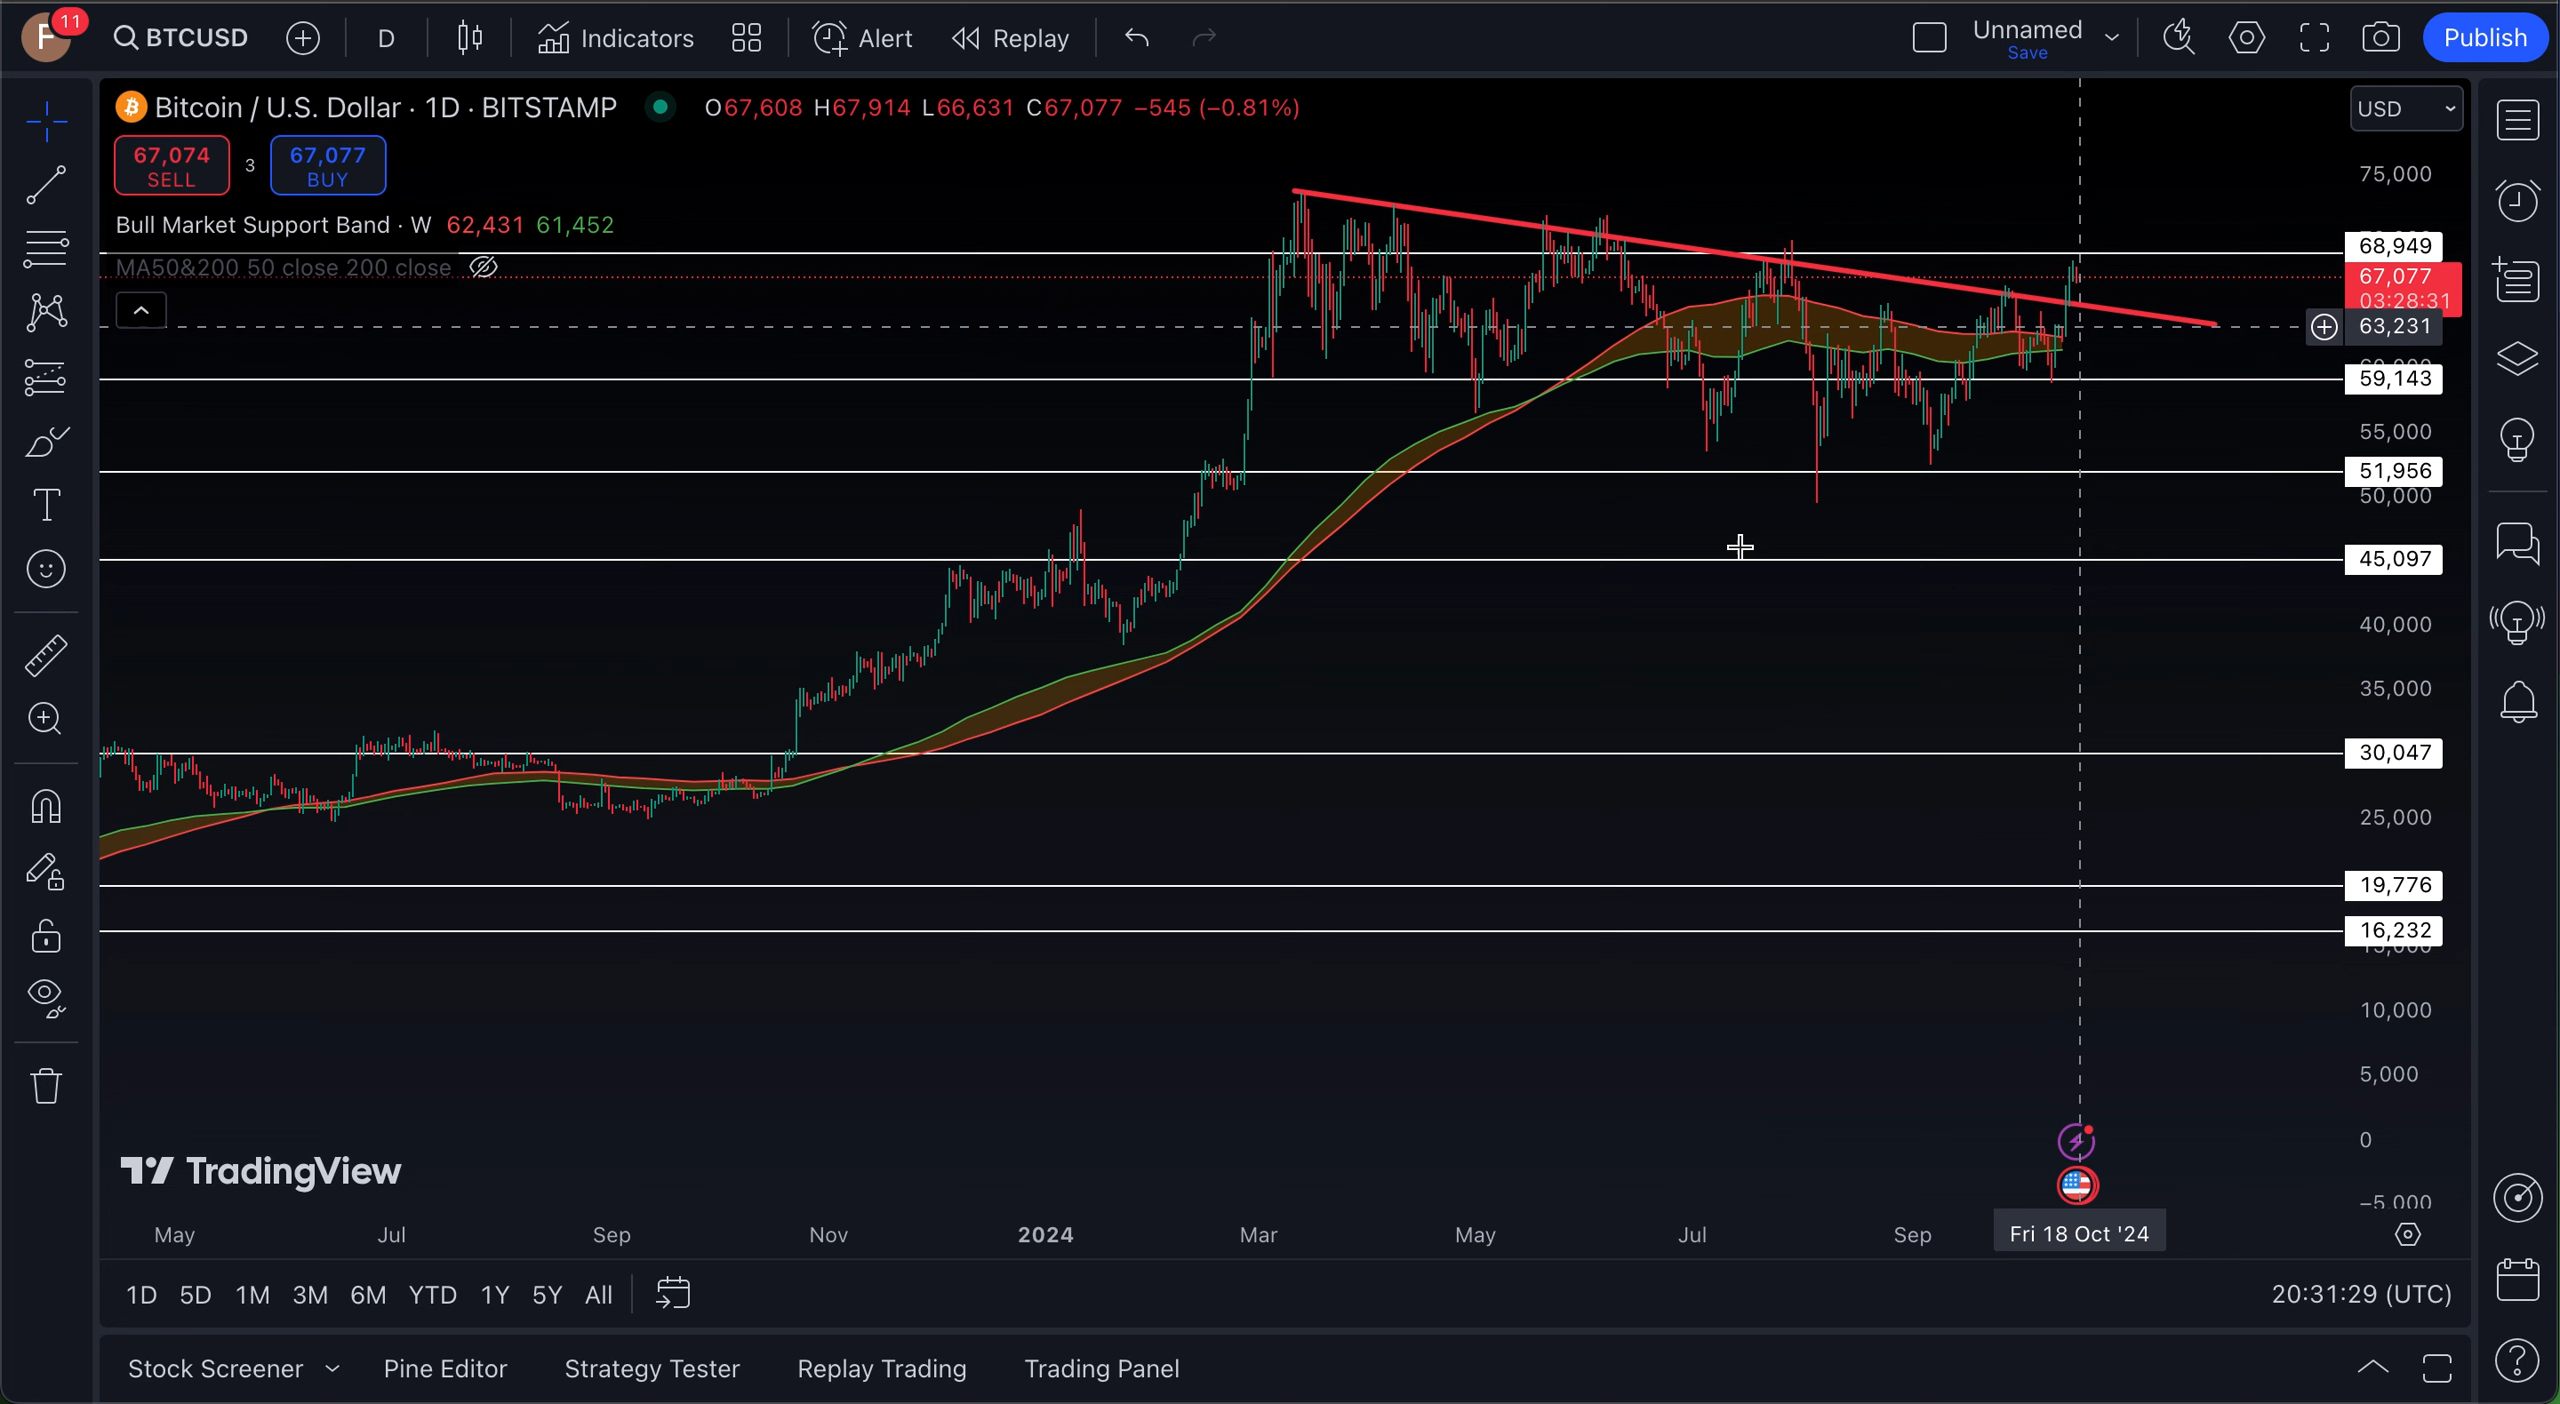 F 11 BTCUSD D Indicators Alert Replay Unnamed Save Publish
Bitcoin / U.S. Dollar · 1D · BITSTAMP O67,608 H67,914 L66,631 C67,077 −545 (−0.81%)
USD
67,074 SELL 3 67,077 BUY
Bull Market Support Band · W 62,431 61,452
MA50&200 50 close 200 close
75,000
68,949
67,077
03:28:31
63,231
59,143
55,000
51,956
50,000
45,097
40,000
35,000
30,047
25,000
19,776
16,232
10,000
5,000
0
−5,000
TradingView
May Jul Sep Nov 2024 Mar May Jul Sep Fri 18 Oct '24
1D 5D 1M 3M 6M YTD 1Y 5Y All 20:31:29 (UTC)
Stock Screener Pine Editor Strategy Tester Replay Trading Trading Panel